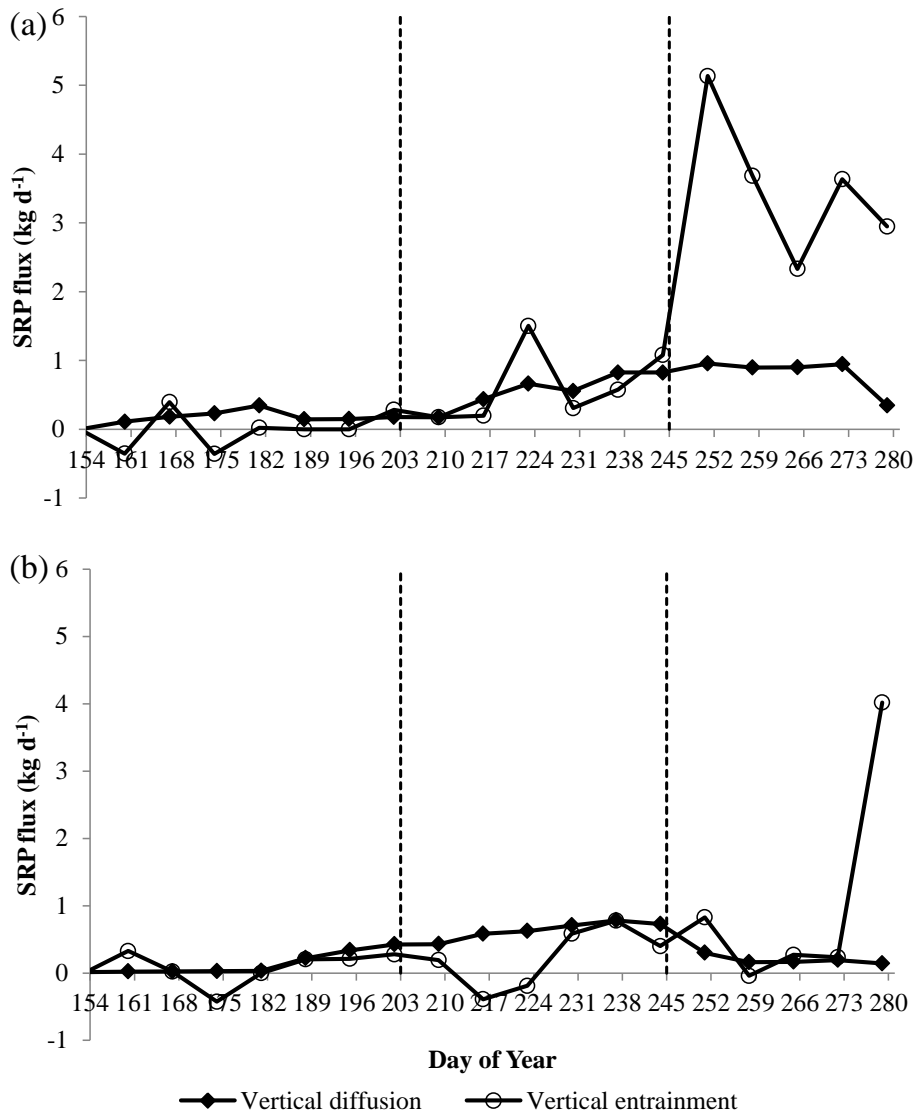 (a)
6
5
4
3
2
1
0
-1
SRP flux (kg d-1)
154 161 168 175 182 189 196 203 210 217 224 231 238 245 252 259 266 273 280
(b)
6
5
4
3
2
1
0
-1
SRP flux (kg d-1)
154 161 168 175 182 189 196 203 210 217 224 231 238 245 252 259 266 273 280
Day of Year
Vertical diffusion Vertical entrainment